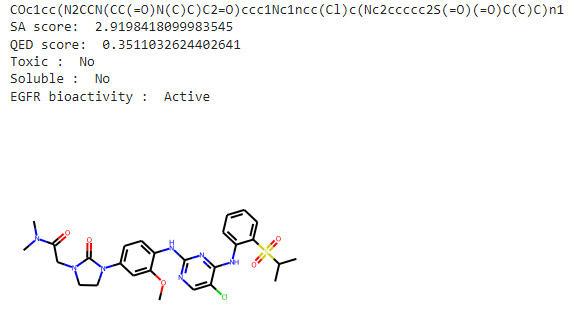 COc1cc(N2CCN(CC(=O)N(C)C)C2=O)ccc1Nc1ncc(Cl)c(Nc2ccccc2S(=O)(=O)C(C)C)n1
SA score:  2.9198418099983545
QED score:  0.3511032624402641
Toxic :  No
Soluble :  No
EGFR bioactivity :  Active
H
N
O
O
N
N
N
N
N
NH
O
Cl
O
S
O